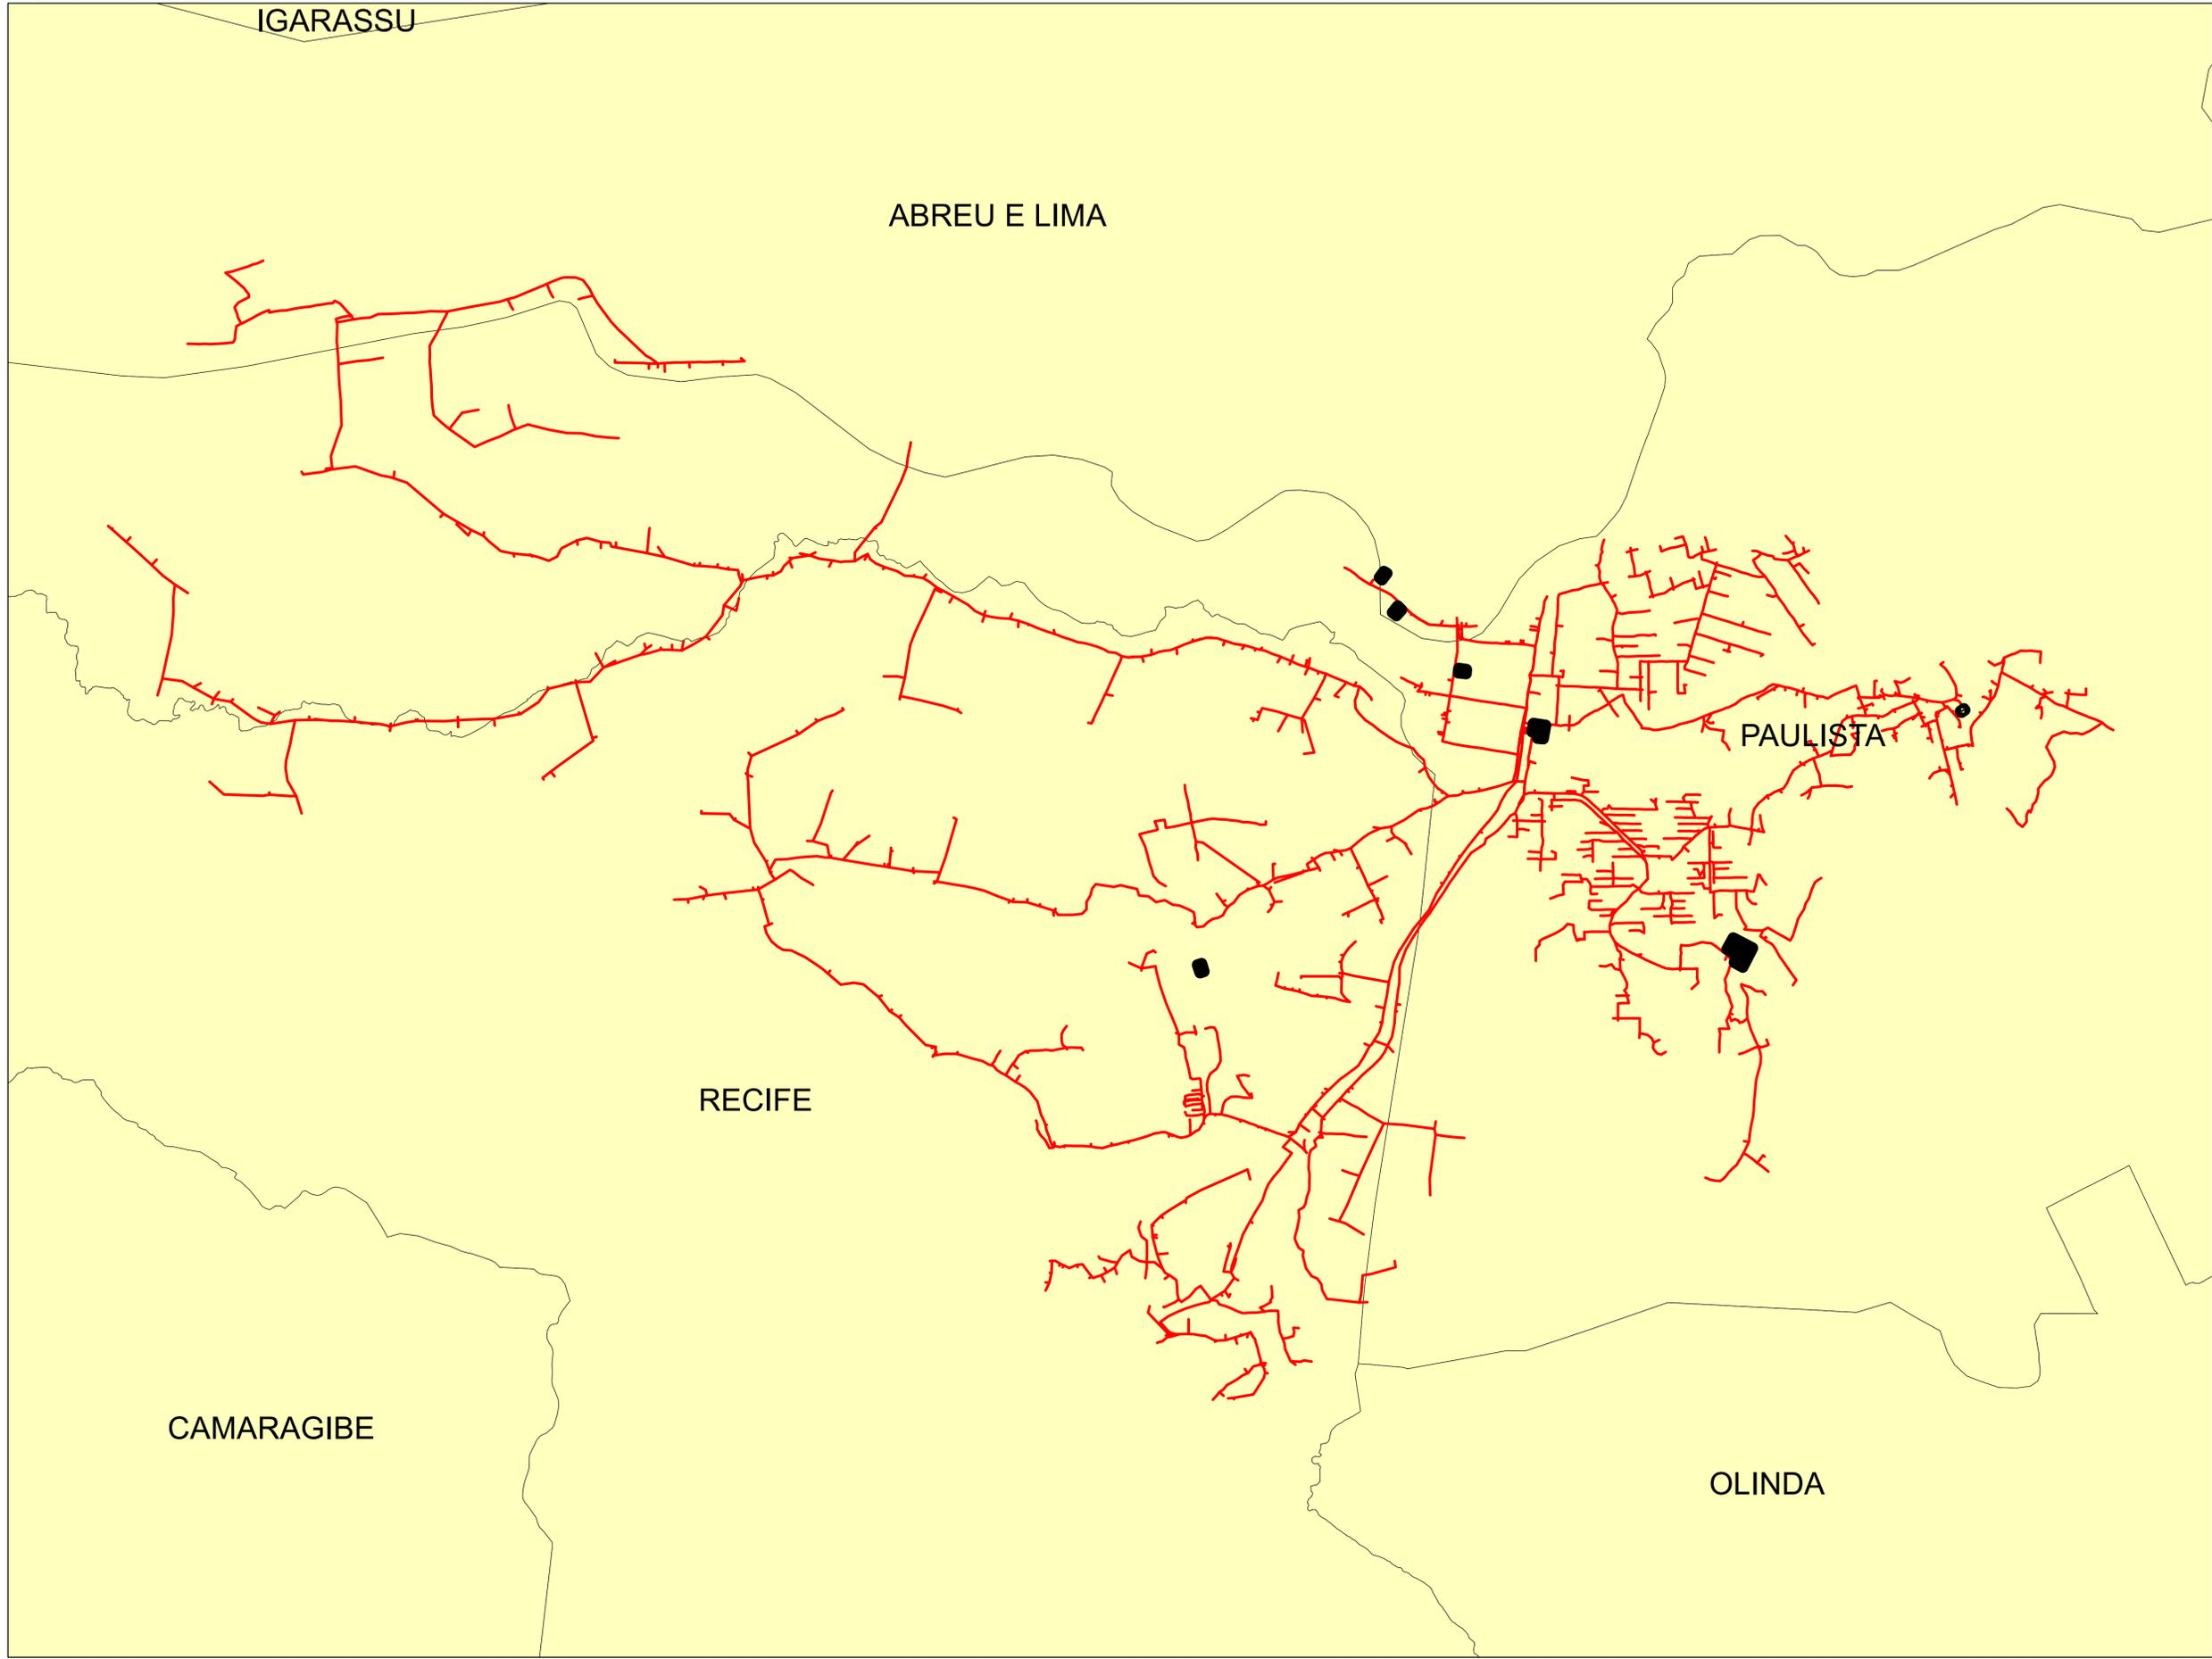 IGARASSU
ABREU E LIMA
PAULISTA
RECIFE
CAMARAGIBE
OLINDA